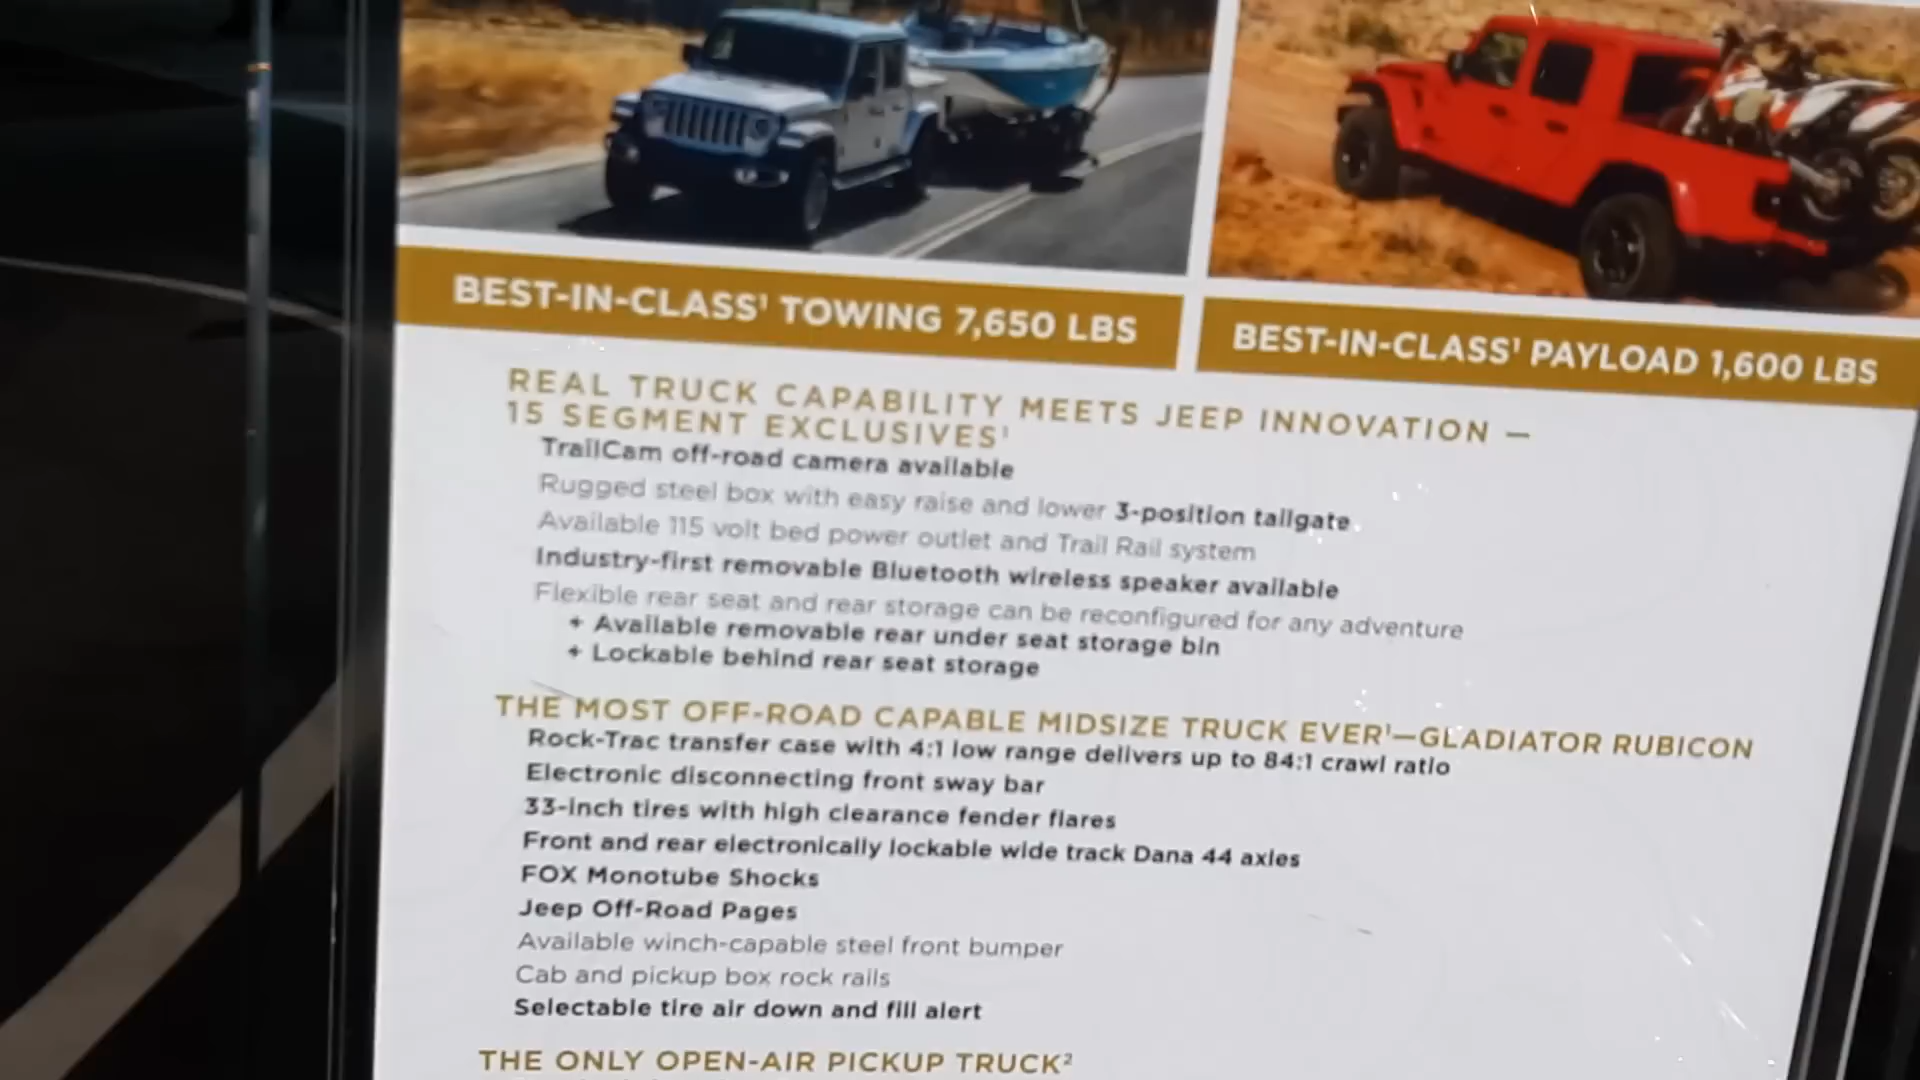 BEST-IN-CLASS¹ TOWING 7,650 LBS
BEST-IN-CLASS¹ PAYLOAD 1,600 LBS
REAL TRUCK CAPABILITY MEETS JEEP INNOVATION —
15 SEGMENT EXCLUSIVES¹
TrailCam off-road camera available
Rugged steel box with easy raise and lower 3-position tailgate
Available 115 volt bed power outlet and Trail Rail system
Industry-first removable Bluetooth wireless speaker available
Flexible rear seat and rear storage can be reconfigured for any adventure
+ Available removable rear under seat storage bin
+ Lockable behind rear seat storage
THE MOST OFF-ROAD CAPABLE MIDSIZE TRUCK EVER¹—GLADIATOR RUBICON
Rock-Trac transfer case with 4:1 low range delivers up to 84:1 crawl ratio
Electronic disconnecting front sway bar
33-inch tires with high clearance fender flares
Front and rear electronically lockable wide track Dana 44 axles
FOX Monotube Shocks
Jeep Off-Road Pages
Available winch-capable steel front bumper
Cab and pickup box rock rails
Selectable tire air down and fill alert
THE ONLY OPEN-AIR PICKUP TRUCK²